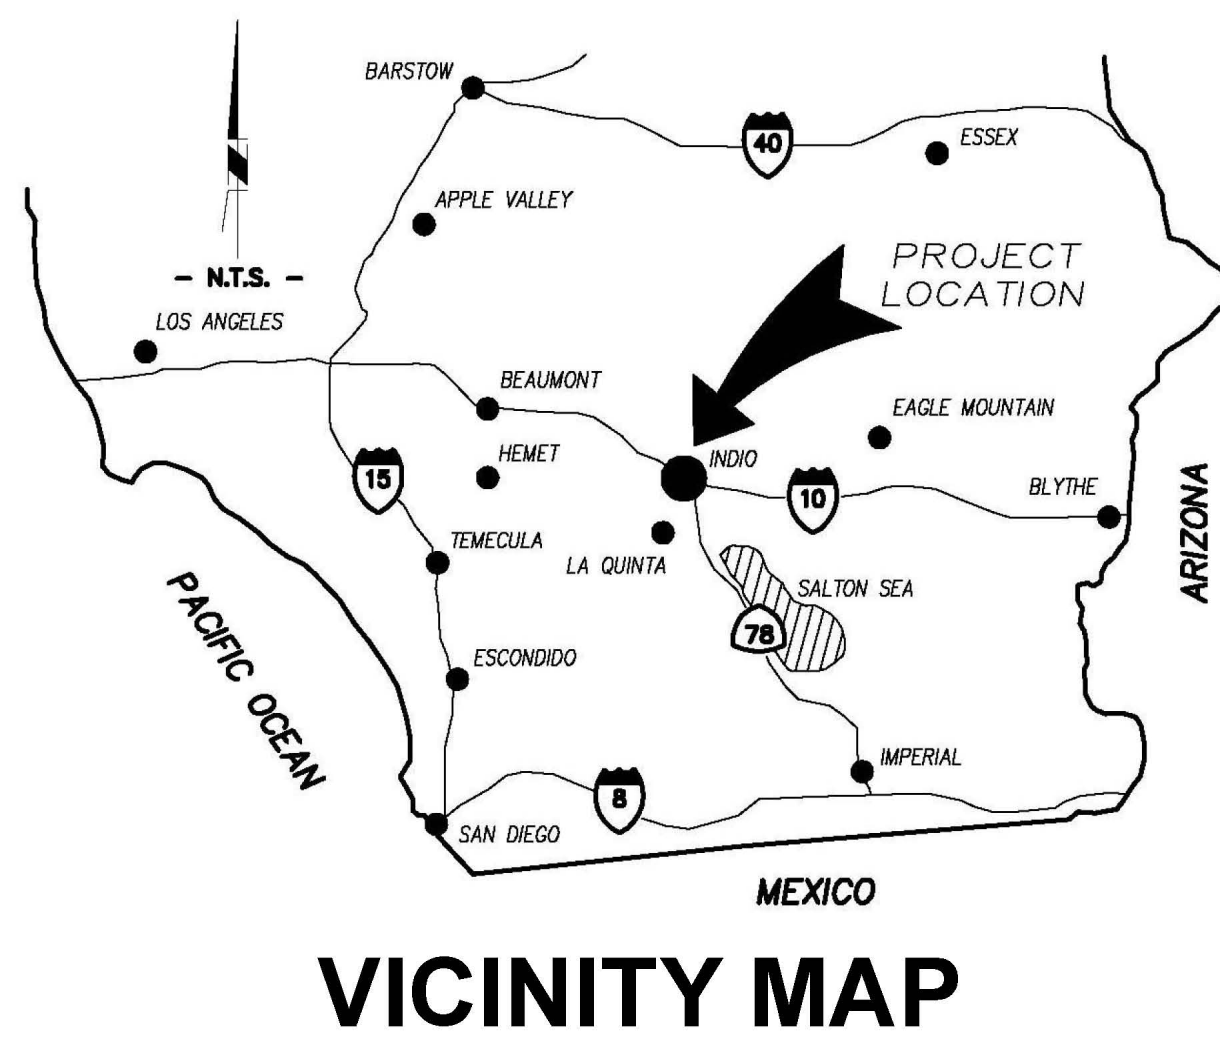 BARSTOW
40
ESSEX
APPLE VALLEY
PROJECT
LOCATION
- N.T.S. -
LOS ANGELES
BEAUMONT
EAGLE MOUNTAIN
HEMET
INDIO
15
10
BLYTHE
ARIZONA
TEMECULA
LA QUINTA
SALTON SEA
PACIFIC OCEAN
78
ESCONDIDO
IMPERIAL
8
SAN DIEGO
MEXICO
VICINITY MAP